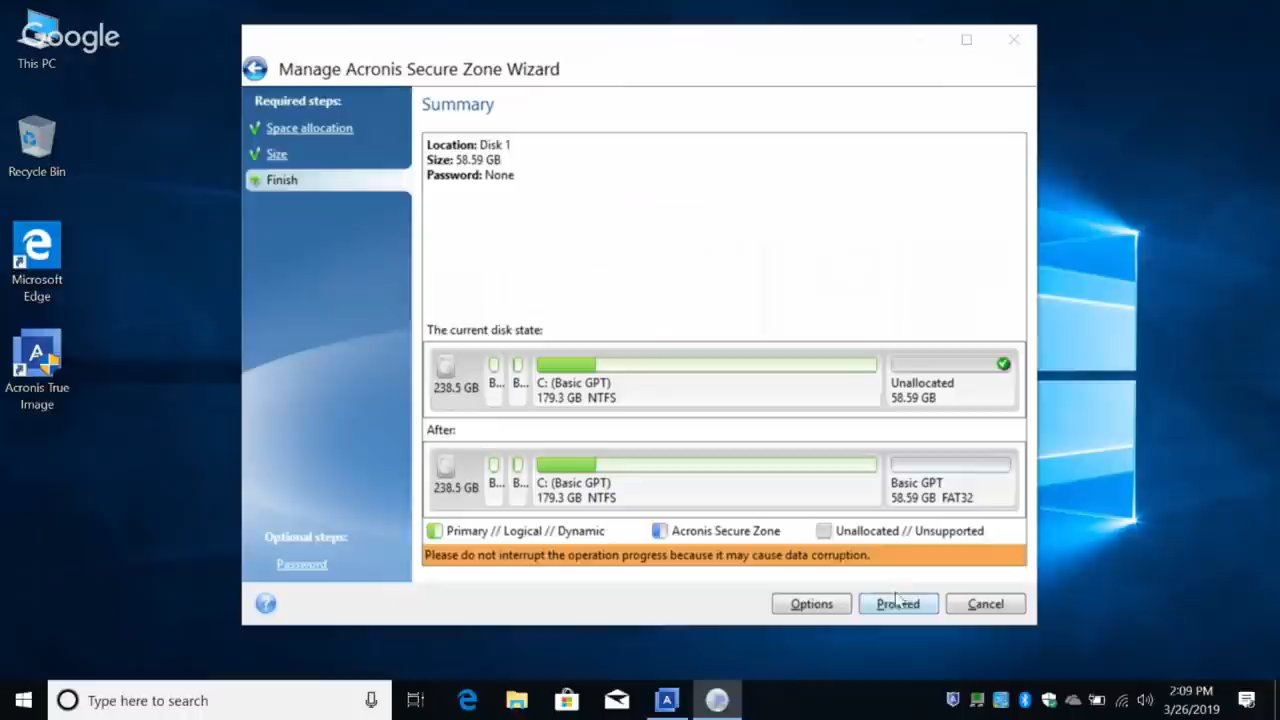 Google
This PC
Recycle Bin
Microsoft
Edge
Acronis True
Image
Manage Acronis Secure Zone Wizard
Required steps:
Space allocation
Size
Finish
Optional steps:
Password
Summary
Location: Disk 1
Size: 58.59 GB
Password: None
The current disk state:
238.5 GB
B...
B...
C: (Basic GPT)
179.3 GB NTFS
Unallocated
58.59 GB
After:
238.5 GB
B...
B...
C: (Basic GPT)
179.3 GB NTFS
Basic GPT
58.59 GB FAT32
Primary // Logical // Dynamic
Acronis Secure Zone
Unallocated // Unsupported
Please do not interrupt the operation progress because it may cause data corruption.
Options
Proceed
Cancel
Type here to search
2:09 PM
3/26/2019